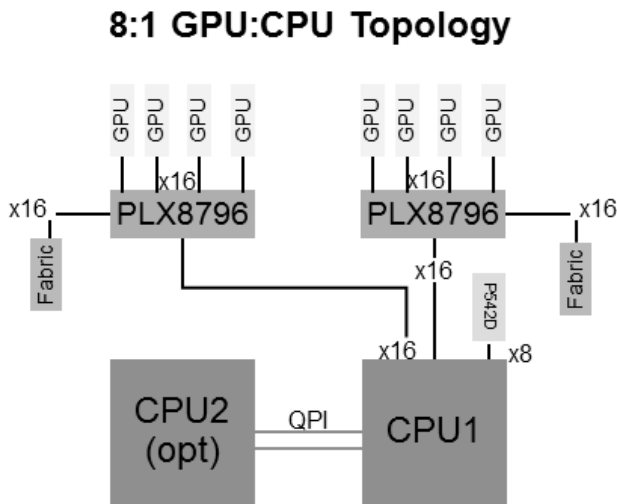 8:1 GPU:CPU Topology
GPU
GPU
GPU
GPU
GPU
GPU
GPU
GPU
x16
x16
x16
PLX8796
PLX8796
x16
Fabric
Fabric
x16
P542D
x16
x8
CPU2
(opt)
QPI
CPU1